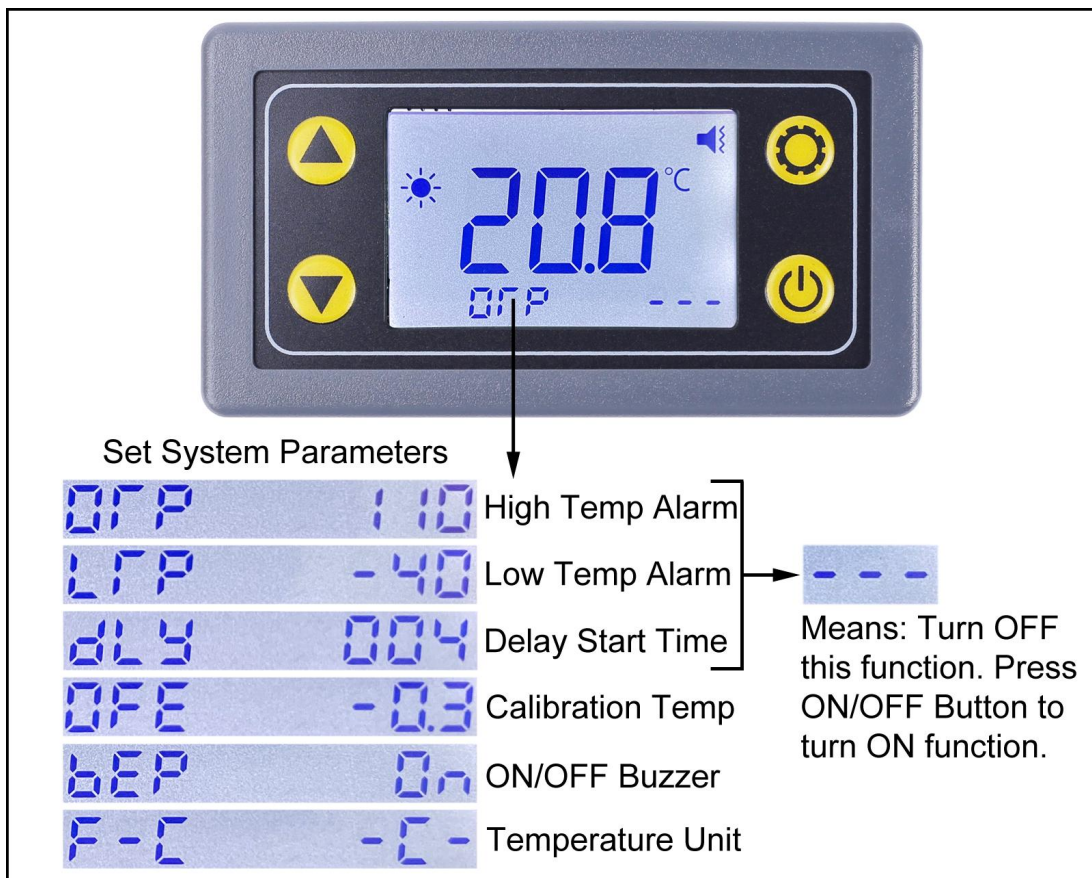 20.8 °C
OTP - - -
Set System Parameters
OTP 110 High Temp Alarm
LTP -40 Low Temp Alarm
dLY 004 Delay Start Time
OFE -0.3 Calibration Temp
bEP On ON/OFF Buzzer
F-C -C- Temperature Unit
- - -
Means: Turn OFF
this function. Press
ON/OFF Button to
turn ON function.